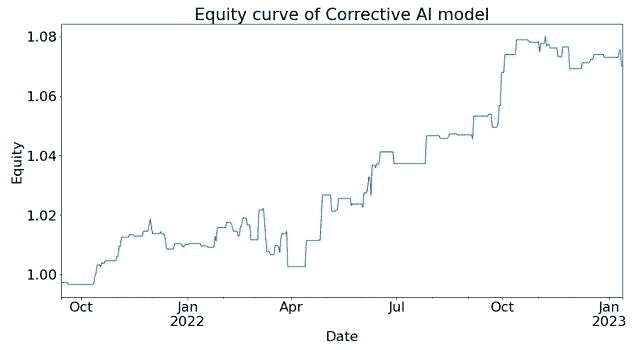 Equity curve of Corrective AI model
1.08
1.06
1.04
1.02
1.00
Equity
Oct
Jan
2022
Apr
Jul
Oct
Jan
2023
Date